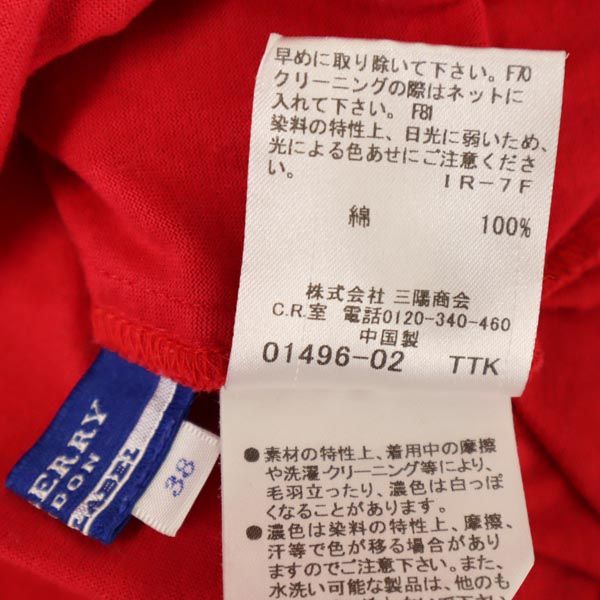 早めに取り除いて下さい。F70
クリーニングの際はネットに
入れて下さい。F81
染料の特性上、日光に弱いため、
光による色あせにご注意くださ
い。
IR-7F
綿 100%
株式会社 三陽商会
C.R.室 電話0120-340-460
中国製
01496-02 TTK
ERRY
DON
LABEL
38
●素材の特性上、着用中の摩擦
や洗濯・クリーニング等により、
毛羽立ったり、濃色は白っぽ
くなることがあります。
●濃色は染料の特性上、摩擦、
汗等で色が移る場合があり
ますのでご注意下さい。また、
水洗い可能な製品は、他のも